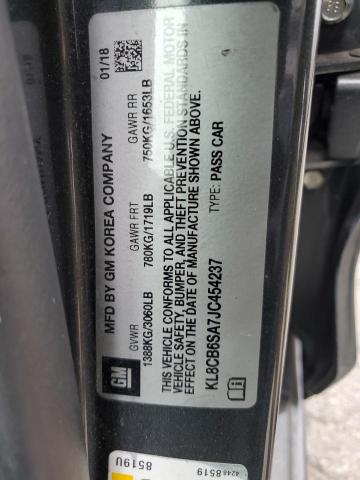 MFD BY GM KOREA COMPANY
01/18
GVWR
GAWR FRT
GAWR RR
1388KG/3060LB
780KG/1719LB
750KG/1653LB
THIS VEHICLE CONFORMS TO ALL APPLICABLE U.S. FEDERAL MOTOR
VEHICLE SAFETY, BUMPER, AND THEFT PREVENTION STANDARDS IN
EFFECT ON THE DATE OF MANUFACTURE SHOWN ABOVE.
KL8CB6SA7JC454237
TYPE: PASS CAR
GM
8519U
4248 8519